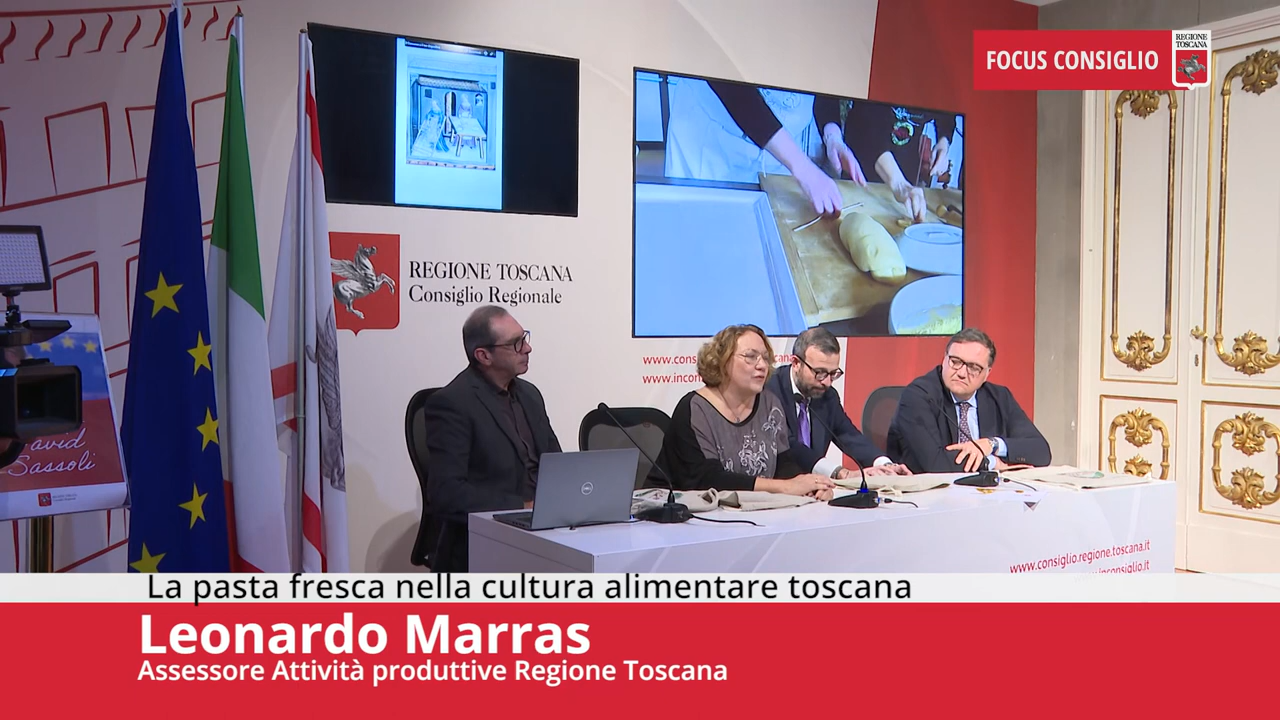 FOCUS CONSIGLIO
REGIONE
TOSCANA
REGIONE TOSCANA
Consiglio Regionale
David
Sassoli
www.consiglio.regione.toscana.it
La pasta fresca nella cultura alimentare toscana
Leonardo Marras
Assessore Attività produttive Regione Toscana